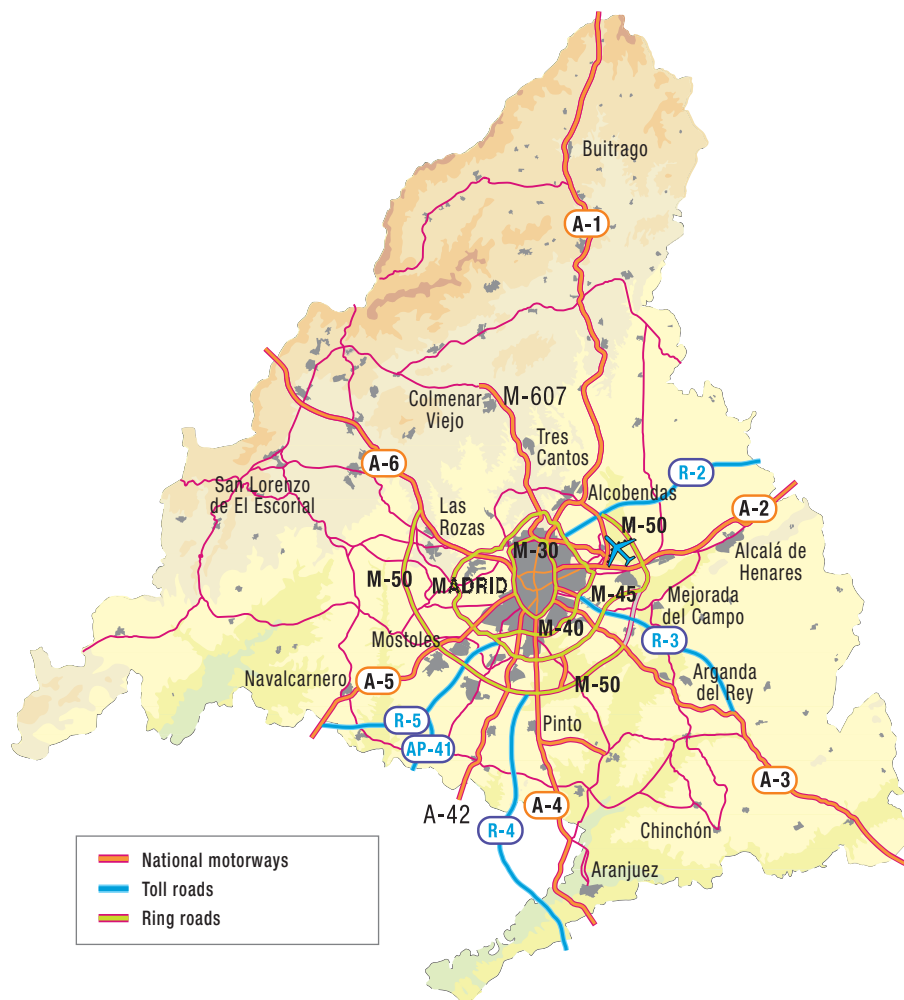 Buitrago
A-1
Colmenar
Viejo
M-607
Tres
Cantos
A-6
San Lorenzo
de El Escorial
R-2
Alcobendas
Las
Rozas
A-2
M-50
M-30
Alcalá de
Henares
M-50
MADRID
M-45
Mejorada
del Campo
M-40
R-3
Móstoles
Navalcarnero
A-5
M-50
Arganda
del Rey
R-5
Pinto
AP-41
A-3
A-42
A-4
R-4
Chinchón
Aranjuez
National motorways
Toll roads
Ring roads